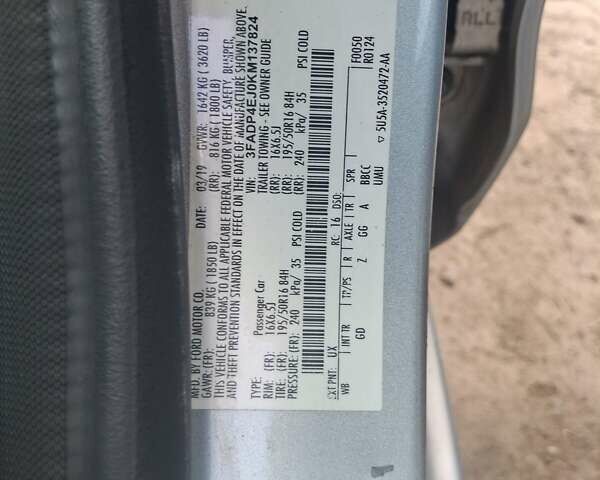 MFD. BY FORD MOTOR CO.
DATE: 03/19 GVWR: 1642 KG ( 3620 LB)
GAWR: (FR): 839 KG ( 1850 LB) (RR): 816 KG ( 1800 LB)
THIS VEHICLE CONFORMS TO ALL APPLICABLE FEDERAL MOTOR VEHICLE SAFETY, BUMPER,
AND THEFT PREVENTION STANDARDS IN EFFECT ON THE DATE OF MANUFACTURE SHOWN ABOVE.
VIN: 3FADP4EJ0KM137824
TYPE: Passenger Car TRAILER TOWING - SEE OWNER GUIDE
RIM: (FR): 16X6.5J (RR): 16X6.5J
TIRE: (FR): 195/50R16 84H (RR): 195/50R16 84H
PRESSURE: (FR): 240 kPa/ 35 PSI COLD (RR): 240 kPa/ 35 PSI COLD
F0050
R0124
EXT PNT: UX RC: 16 DSO:
WB INT TR TP/PS R AXLE TR SPR
GD Z GG A BBCC
UMU
5U5A-3520472-AA
ALL